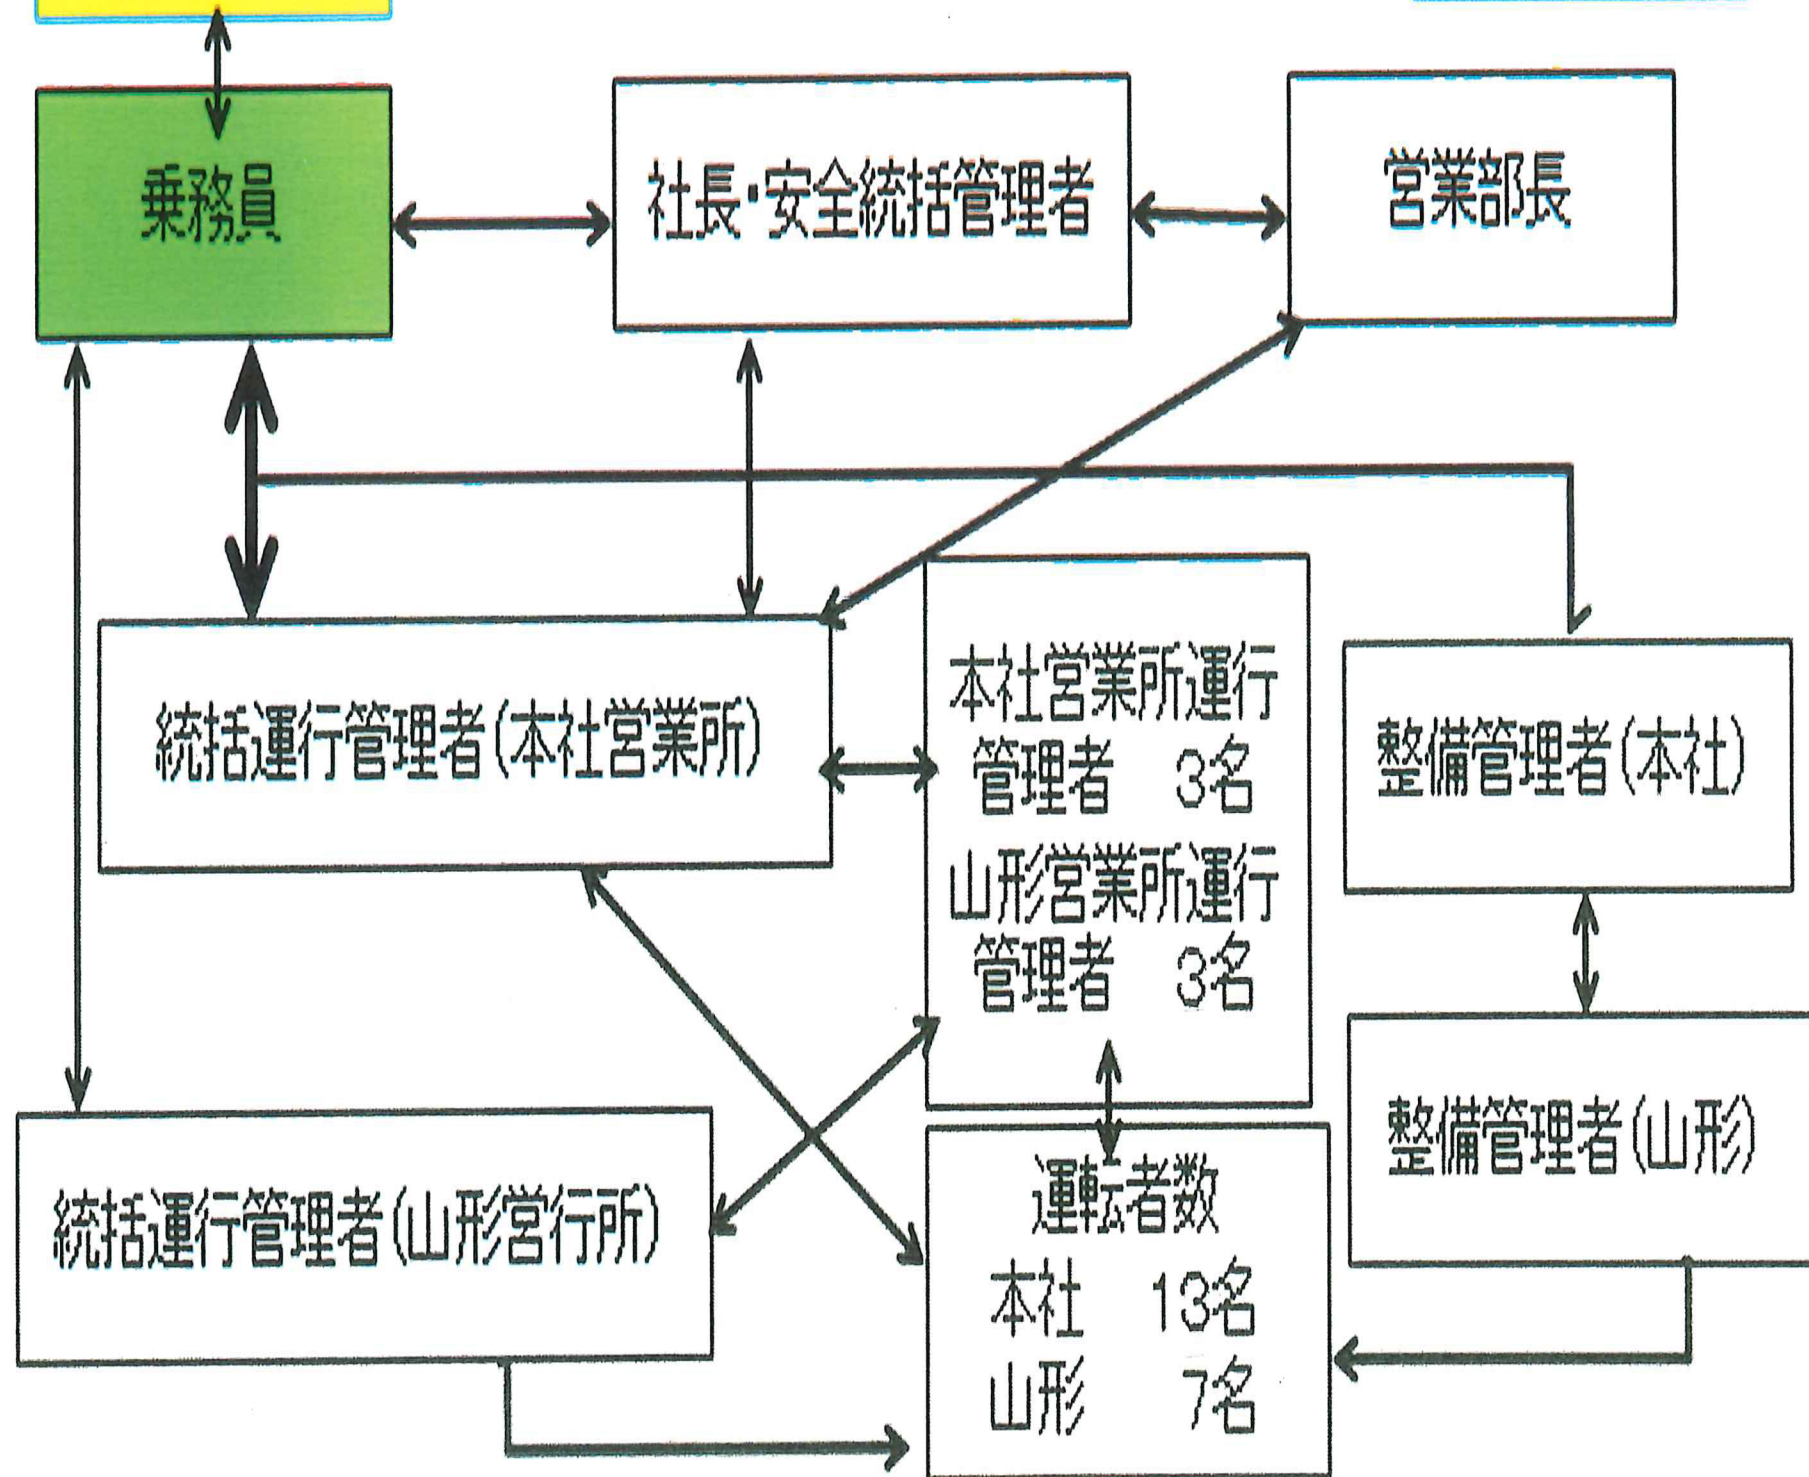 乗務員
社長・安全統括管理者
営業部長
統括運行管理者(本社営業所)
本社営業所運行
管理者 3名
山形営業所運行
管理者 3名
整備管理者(本社)
統括運行管理者(山形営行所)
運転者数
本社 13名
山形 7名
整備管理者(山形)